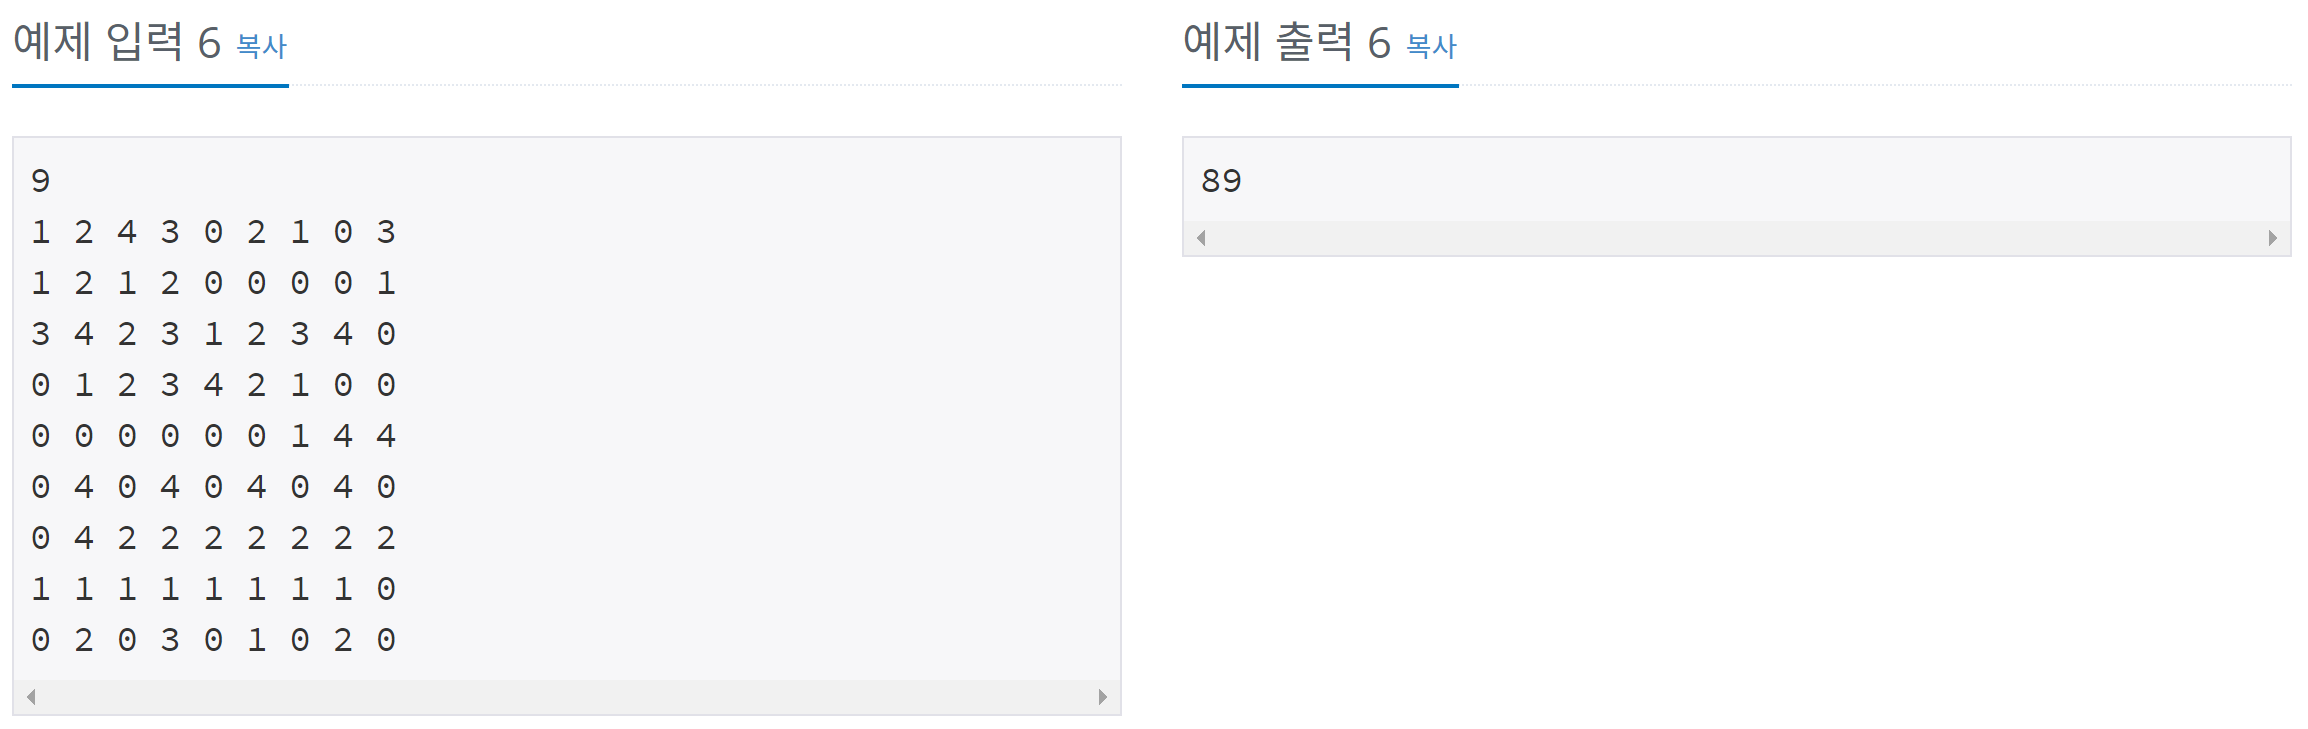 예제 입력 6 복사
9
1 2 4 3 0 2 1 0 3
1 2 1 2 0 0 0 0 1
3 4 2 3 1 2 3 4 0
0 1 2 3 4 2 1 0 0
0 0 0 0 0 0 1 4 4
0 4 0 4 0 4 0 4 0
0 4 2 2 2 2 2 2 2
1 1 1 1 1 1 1 1 0
0 2 0 3 0 1 0 2 0
예제 출력 6 복사
89